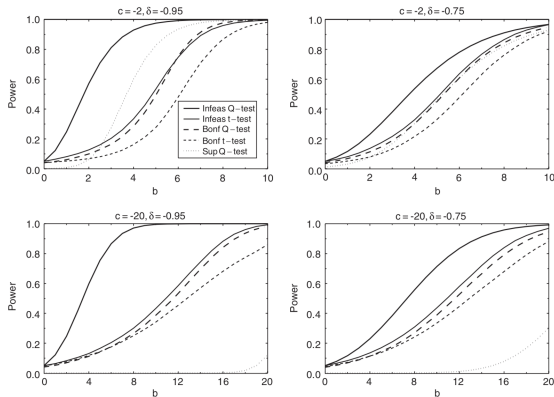 c = -2, δ = -0.95
Power
1.0
0.8
0.6
0.4
0.2
0.0
0 2 4 6 8 10
b
Infeas Q-test
Infeas t-test
Bonf Q-test
Bonf t-test
Sup Q-test
c = -2, δ = -0.75
Power
1.0
0.8
0.6
0.4
0.2
0.0
0 2 4 6 8 10
b
c = -20, δ = -0.95
Power
1.0
0.8
0.6
0.4
0.2
0.0
0 4 8 12 16 20
b
c = -20, δ = -0.75
Power
1.0
0.8
0.6
0.4
0.2
0.0
0 4 8 12 16 20
b